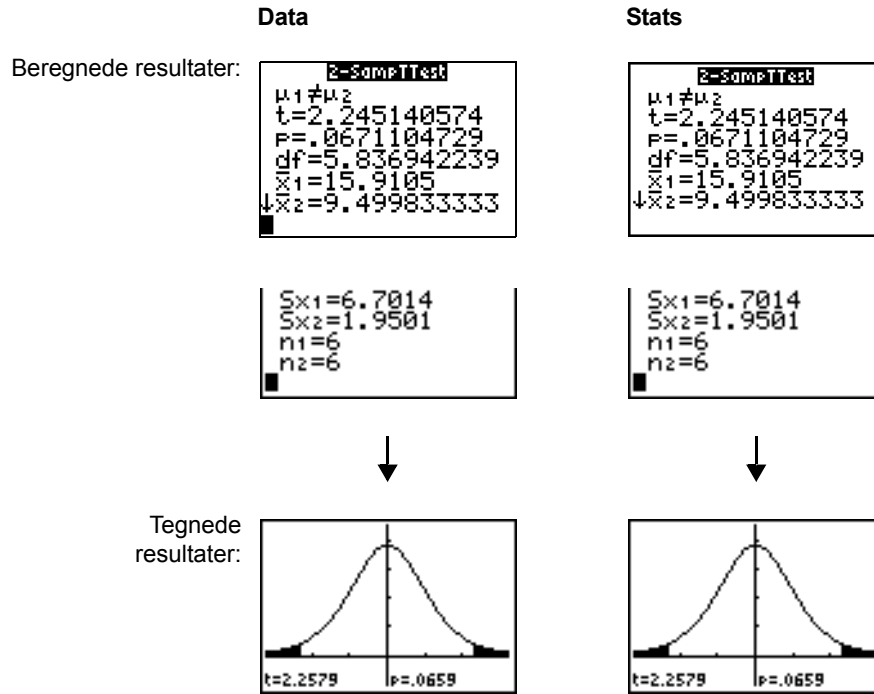 Data
Stats
Beregnede resultater:
2-SampTTest
μ1≠μ2
t=2.245140574
p=.0671104729
df=5.836942239
x̄1=15.9105
↓x̄2=9.499833333
2-SampTTest
μ1≠μ2
t=2.245140574
p=.0671104729
df=5.836942239
x̄1=15.9105
↓x̄2=9.499833333
Sx1=6.7014
Sx2=1.9501
n1=6
n2=6
Sx1=6.7014
Sx2=1.9501
n1=6
n2=6
Tegnede
resultater:
t=2.2579 p=.0659
t=2.2579 p=.0659